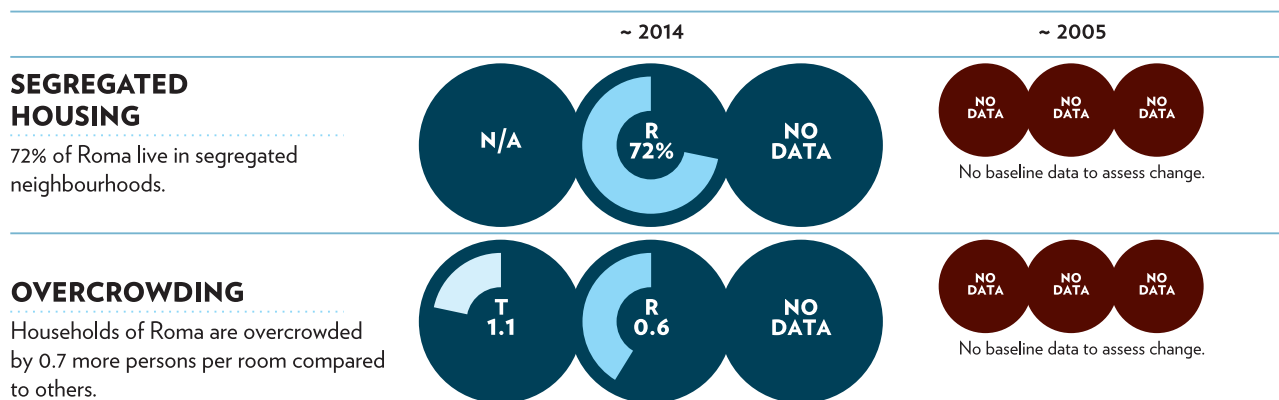 ~ 2014
~ 2005
SEGREGATED
HOUSING
72% of Roma live in segregated
neighbourhoods.
N/A
R
72%
NO
DATA
NO
DATA
NO
DATA
NO
DATA
No baseline data to assess change.
OVERCROWDING
Households of Roma are overcrowded
by 0.7 more persons per room compared
to others.
T
1.1
R
0.6
NO
DATA
NO
DATA
NO
DATA
NO
DATA
No baseline data to assess change.